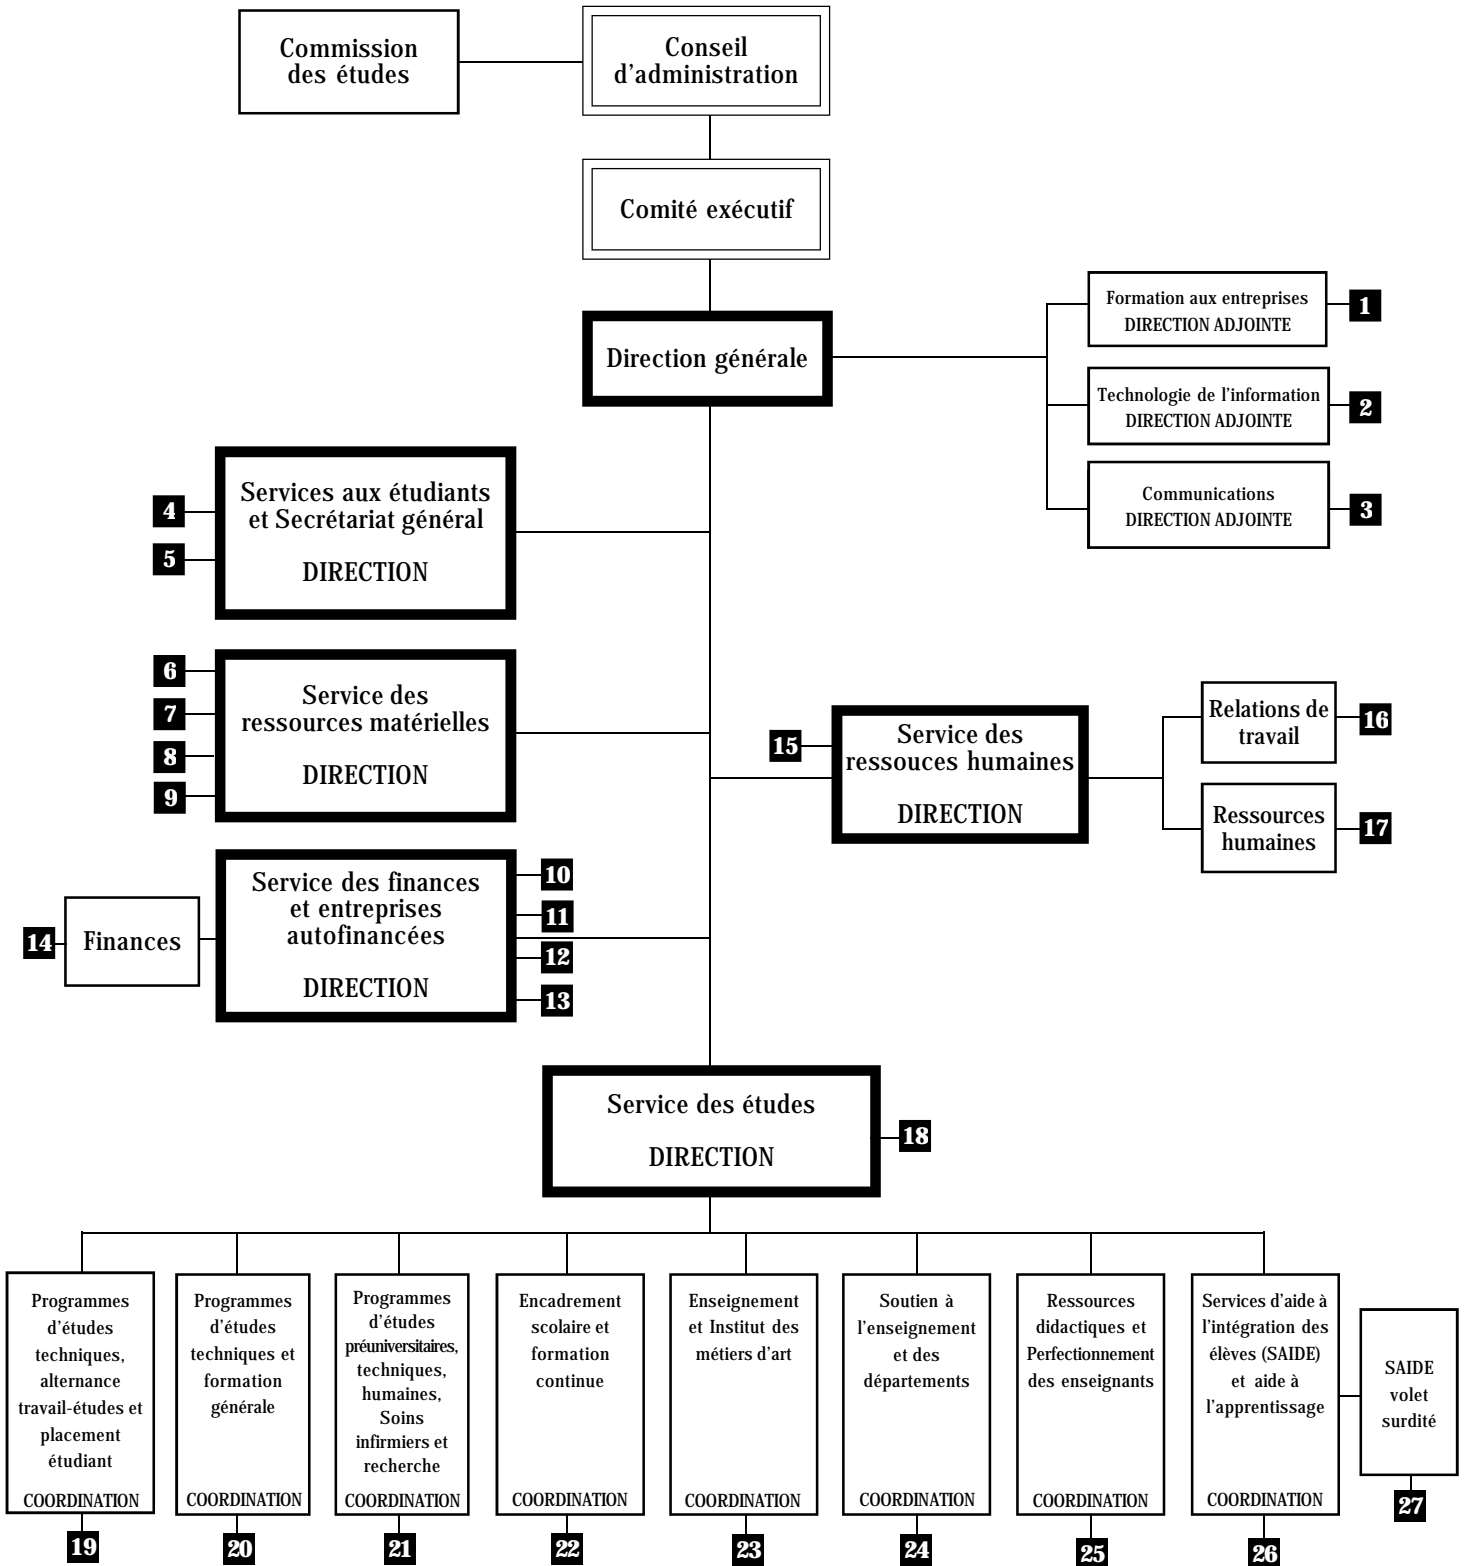 Commission
des études
Conseil
d'administration
Comité exécutif
Direction générale
Formation aux entreprises
DIRECTION ADJOINTE
1
Technologie de l'information
DIRECTION ADJOINTE
2
Communications
DIRECTION ADJOINTE
3
Services aux étudiants
et Secrétariat général
DIRECTION
4
5
Service des
ressources matérielles
DIRECTION
6
7
8
9
Service des
ressouces humaines
DIRECTION
15
Relations de
travail
16
Ressources
humaines
17
Service des finances
et entreprises
autofinancées
DIRECTION
10
11
12
13
Finances
14
Service des études
DIRECTION
18
Programmes
d'études
techniques,
alternance
travail-études et
placement
étudiant
COORDINATION
19
Programmes
d'études
techniques et
formation
générale
COORDINATION
20
Programmes
d'études
préuniversitaires,
techniques,
humaines,
Soins
infirmiers et
recherche
COORDINATION
21
Encadrement
scolaire et
formation
continue
COORDINATION
22
Enseignement
et Institut des
métiers d'art
COORDINATION
23
Soutien à
l'enseignement
et des
départements
COORDINATION
24
Ressources
didactiques et
Perfectionnement
des enseignants
COORDINATION
25
Services d'aide à
l'intégration des
élèves (SAIDE)
et aide à
l'apprentissage
COORDINATION
26
SAIDE
volet
surdité
27